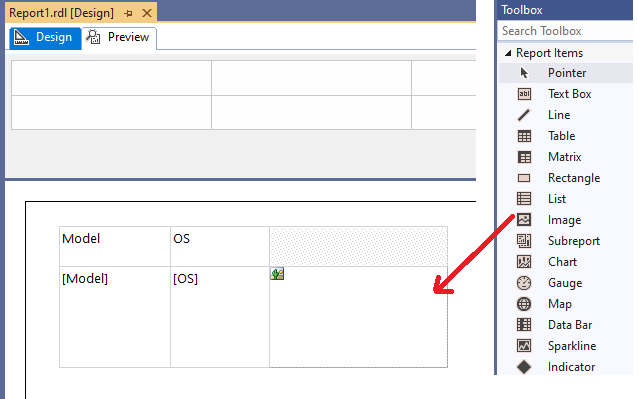 Report1.rdl [Design]
Design
Preview
Model
OS
[Model]
[OS]
Toolbox
Search Toolbox
Report Items
Pointer
Text Box
Line
Table
Matrix
Rectangle
List
Image
Subreport
Chart
Gauge
Map
Data Bar
Sparkline
Indicator